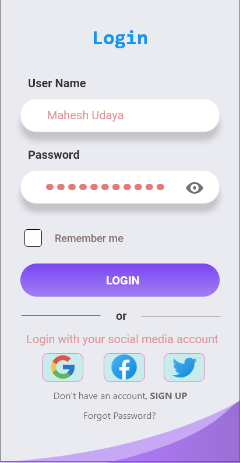 Login
User Name
Mahesh Udaya
Password
Remember me
LOGIN
or
Login with your social media account
Don't have an account, SIGN UP
Forgot Password?